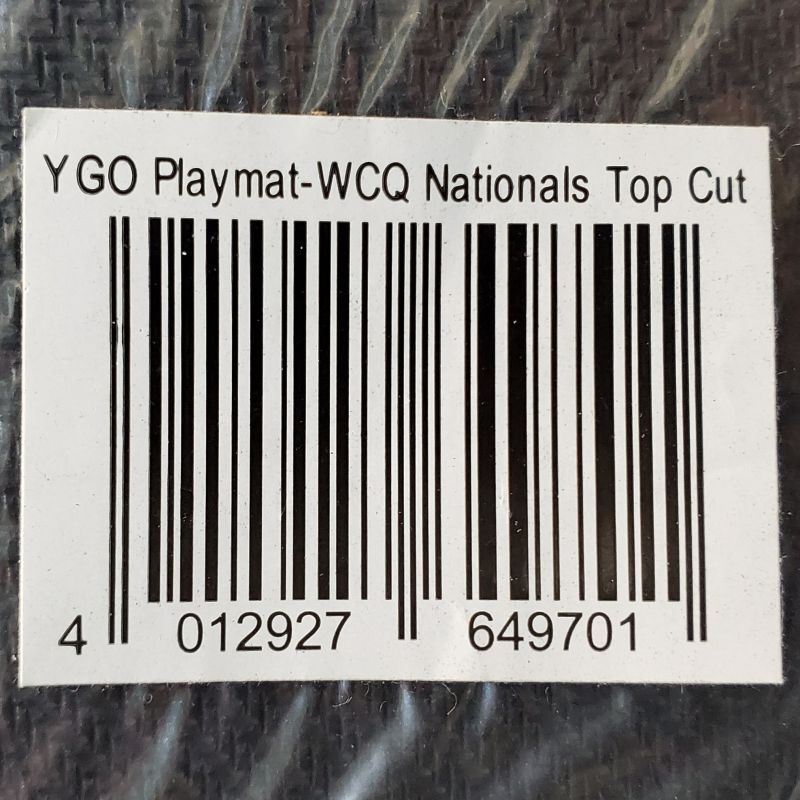 YGO Playmat-WCQ Nationals Top Cut
4 012927 649701